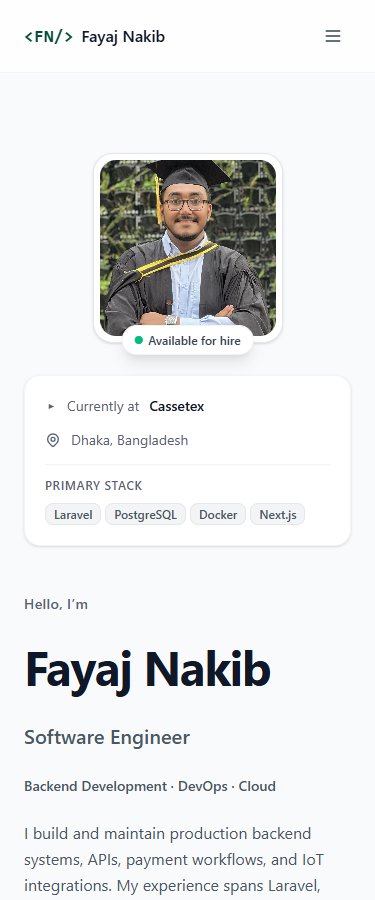 <FN/> Fayaj Nakib
Available for hire
Currently at Cassetex
Dhaka, Bangladesh
PRIMARY STACK
Laravel PostgreSQL Docker Next.js
Hello, I'm
Fayaj Nakib
Software Engineer
Backend Development · DevOps · Cloud
I build and maintain production backend
systems, APIs, payment workflows, and IoT
integrations. My experience spans Laravel,